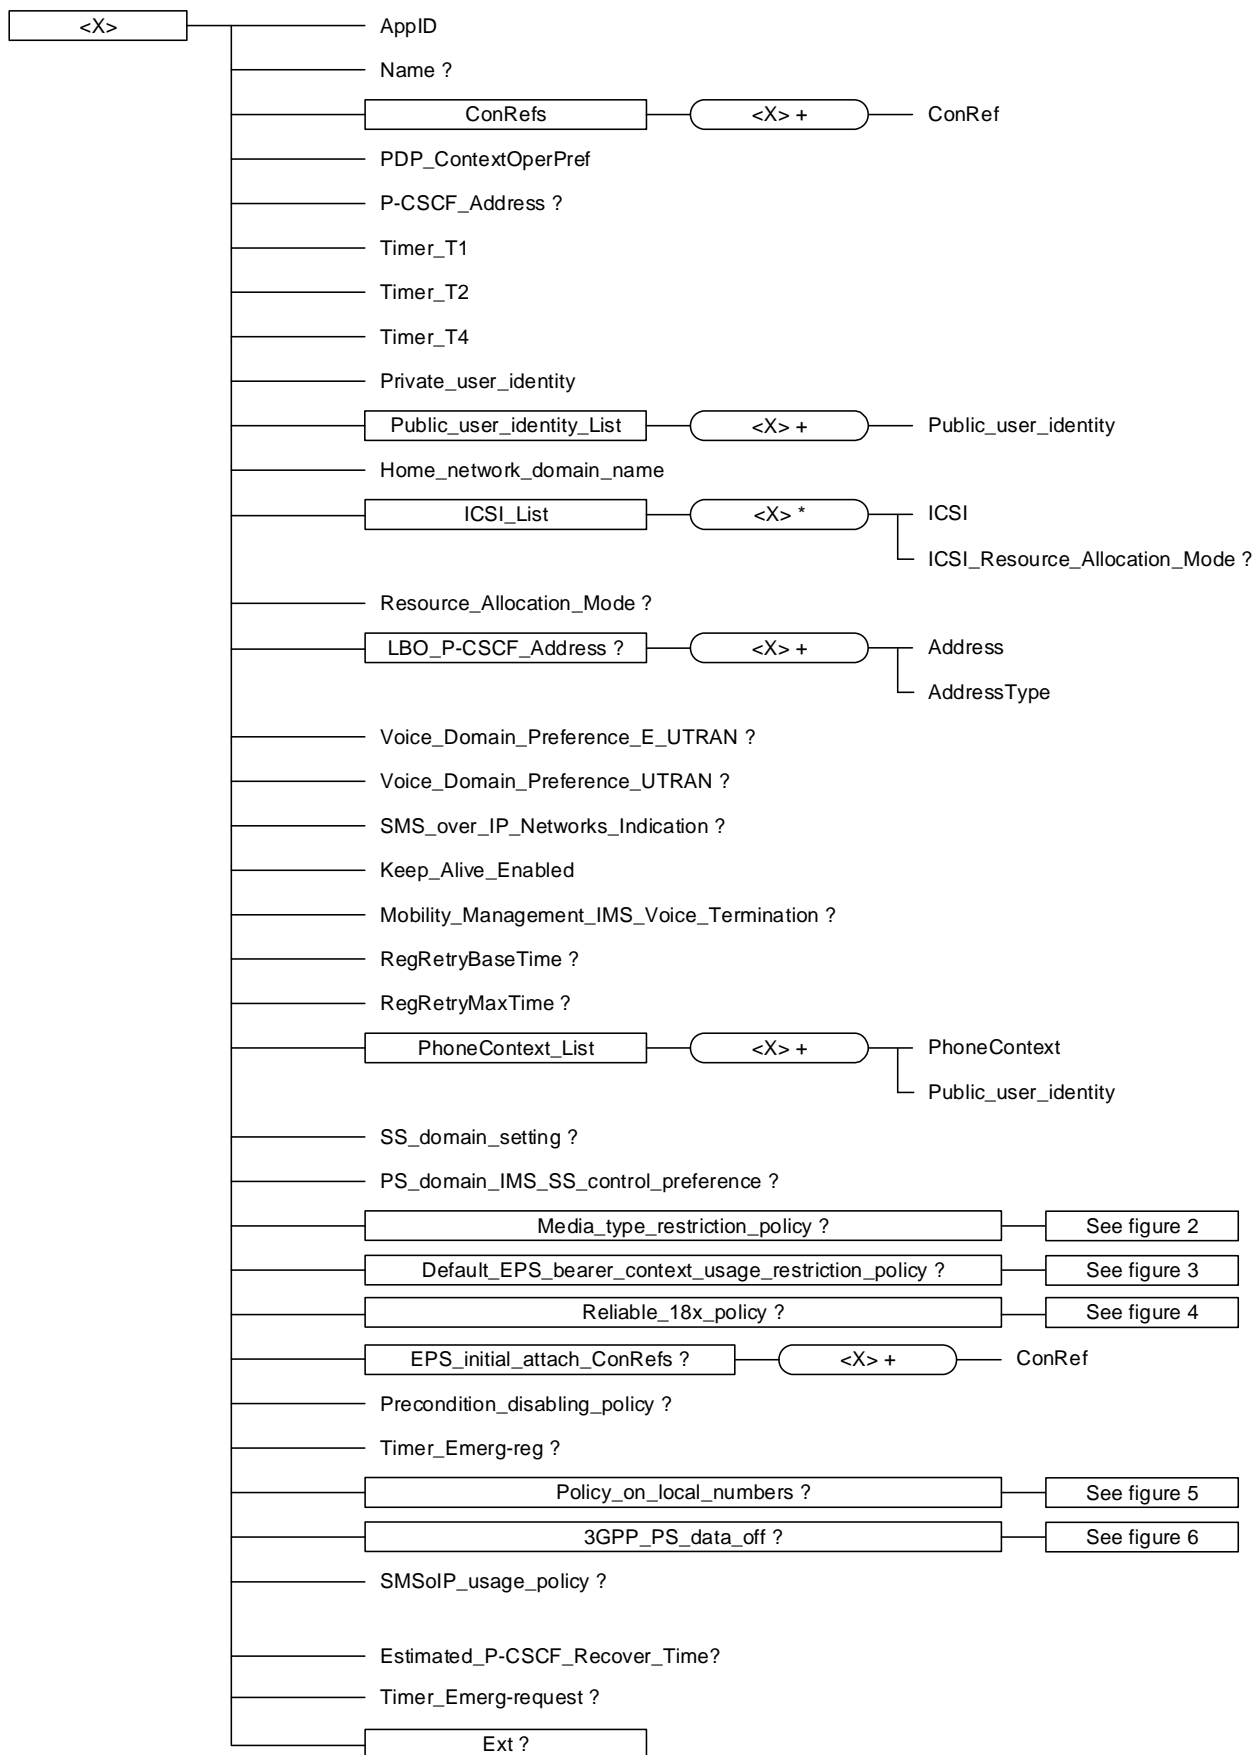 <X> AppID
Name ?
ConRefs <X> + ConRef
PDP_ContextOperPref
P-CSCF_Address ?
Timer_T1
Timer_T2
Timer_T4
Private_user_identity
Public_user_identity_List <X> + Public_user_identity
Home_network_domain_name
ICSI_List <X> * ICSI
ICSI_Resource_Allocation_Mode ?
Resource_Allocation_Mode ?
LBO_P-CSCF_Address ? <X> + Address
AddressType
Voice_Domain_Preference_E_UTRAN ?
Voice_Domain_Preference_UTRAN ?
SMS_over_IP_Networks_Indication ?
Keep_Alive_Enabled
Mobility_Management_IMS_Voice_Termination ?
RegRetryBaseTime ?
RegRetryMaxTime ?
PhoneContext_List <X> + PhoneContext
Public_user_identity
SS_domain_setting ?
PS_domain_IMS_SS_control_preference ?
Media_type_restriction_policy ? See figure 2
Default_EPS_bearer_context_usage_restriction_policy ? See figure 3
Reliable_18x_policy ? See figure 4
EPS_initial_attach_ConRefs ? <X> + ConRef
Precondition_disabling_policy ?
Timer_Emerg-reg ?
Policy_on_local_numbers ? See figure 5
3GPP_PS_data_off ? See figure 6
SMSoIP_usage_policy ?
Estimated_P-CSCF_Recover_Time?
Timer_Emerg-request ?
Ext ?